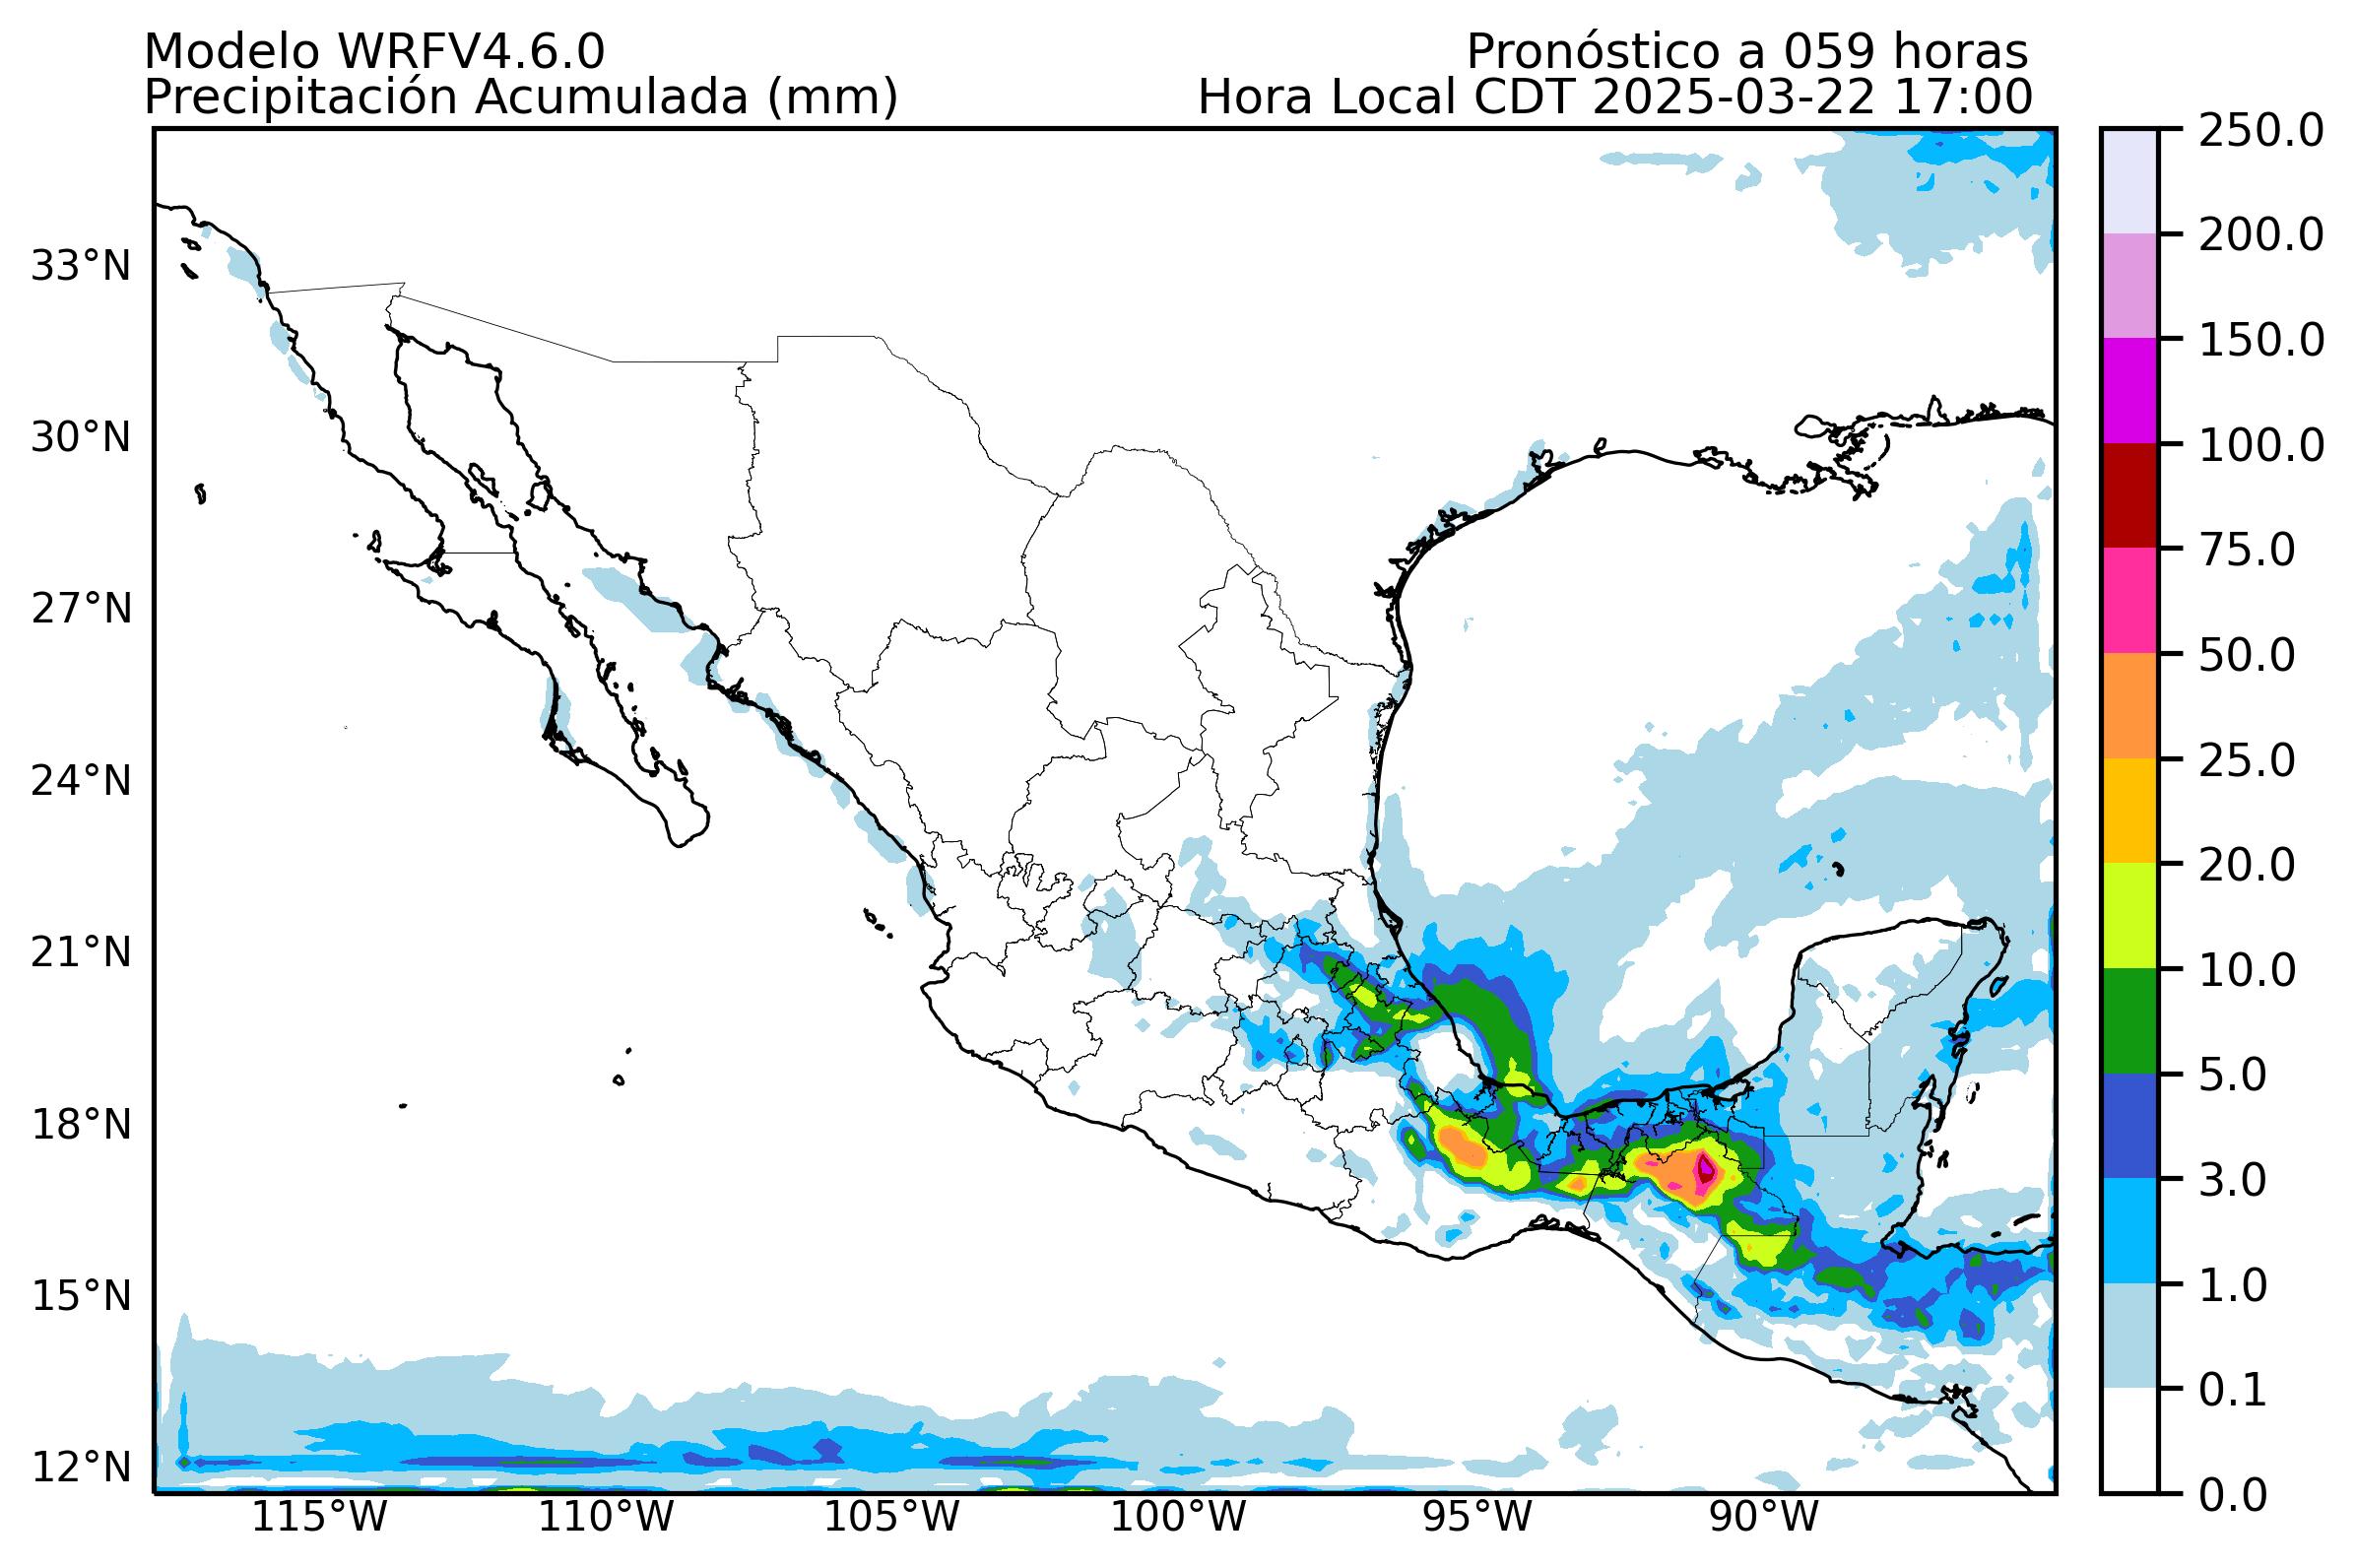 Modelo WRFV4.6.0
Pronóstico a 059 horas
Precipitación Acumulada (mm)
Hora Local CDT 2025-03-22 17:00
33°N
30°N
27°N
24°N
21°N
18°N
15°N
12°N
115°W
110°W
105°W
100°W
95°W
90°W
250.0
200.0
150.0
100.0
75.0
50.0
25.0
20.0
10.0
5.0
3.0
1.0
0.1
0.0